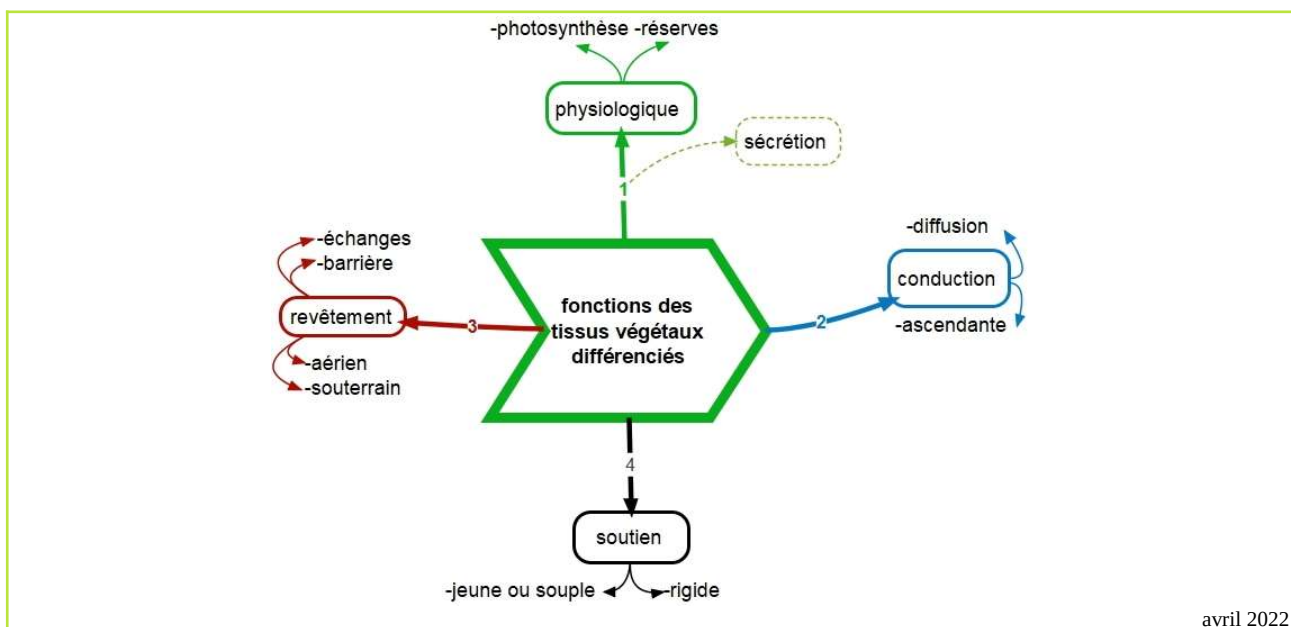 -photosynthèse -réserves
physiologique
sécrétion
1
-échanges
-barrière
revêtement
3
-aérien
-souterrain
fonctions des
tissus végétaux
différenciés
2
-diffusion
conduction
-ascendante
4
soutien
-jeune ou souple
-rigide
avril 2022